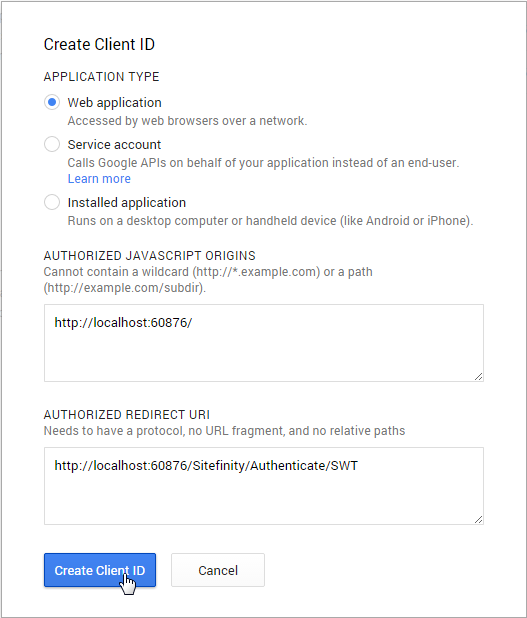 Create Client ID
APPLICATION TYPE
Web application
Accessed by web browsers over a network.
Service account
Calls Google APIs on behalf of your application instead of an end-user.
Learn more
Installed application
Runs on a desktop computer or handheld device (like Android or iPhone).
AUTHORIZED JAVASCRIPT ORIGINS
Cannot contain a wildcard (http://*.example.com) or a path
(http://example.com/subdir).
http://localhost:60876/
AUTHORIZED REDIRECT URI
Needs to have a protocol, no URL fragment, and no relative paths
http://localhost:60876/Sitefinity/Authenticate/SWT
Create Client ID
Cancel